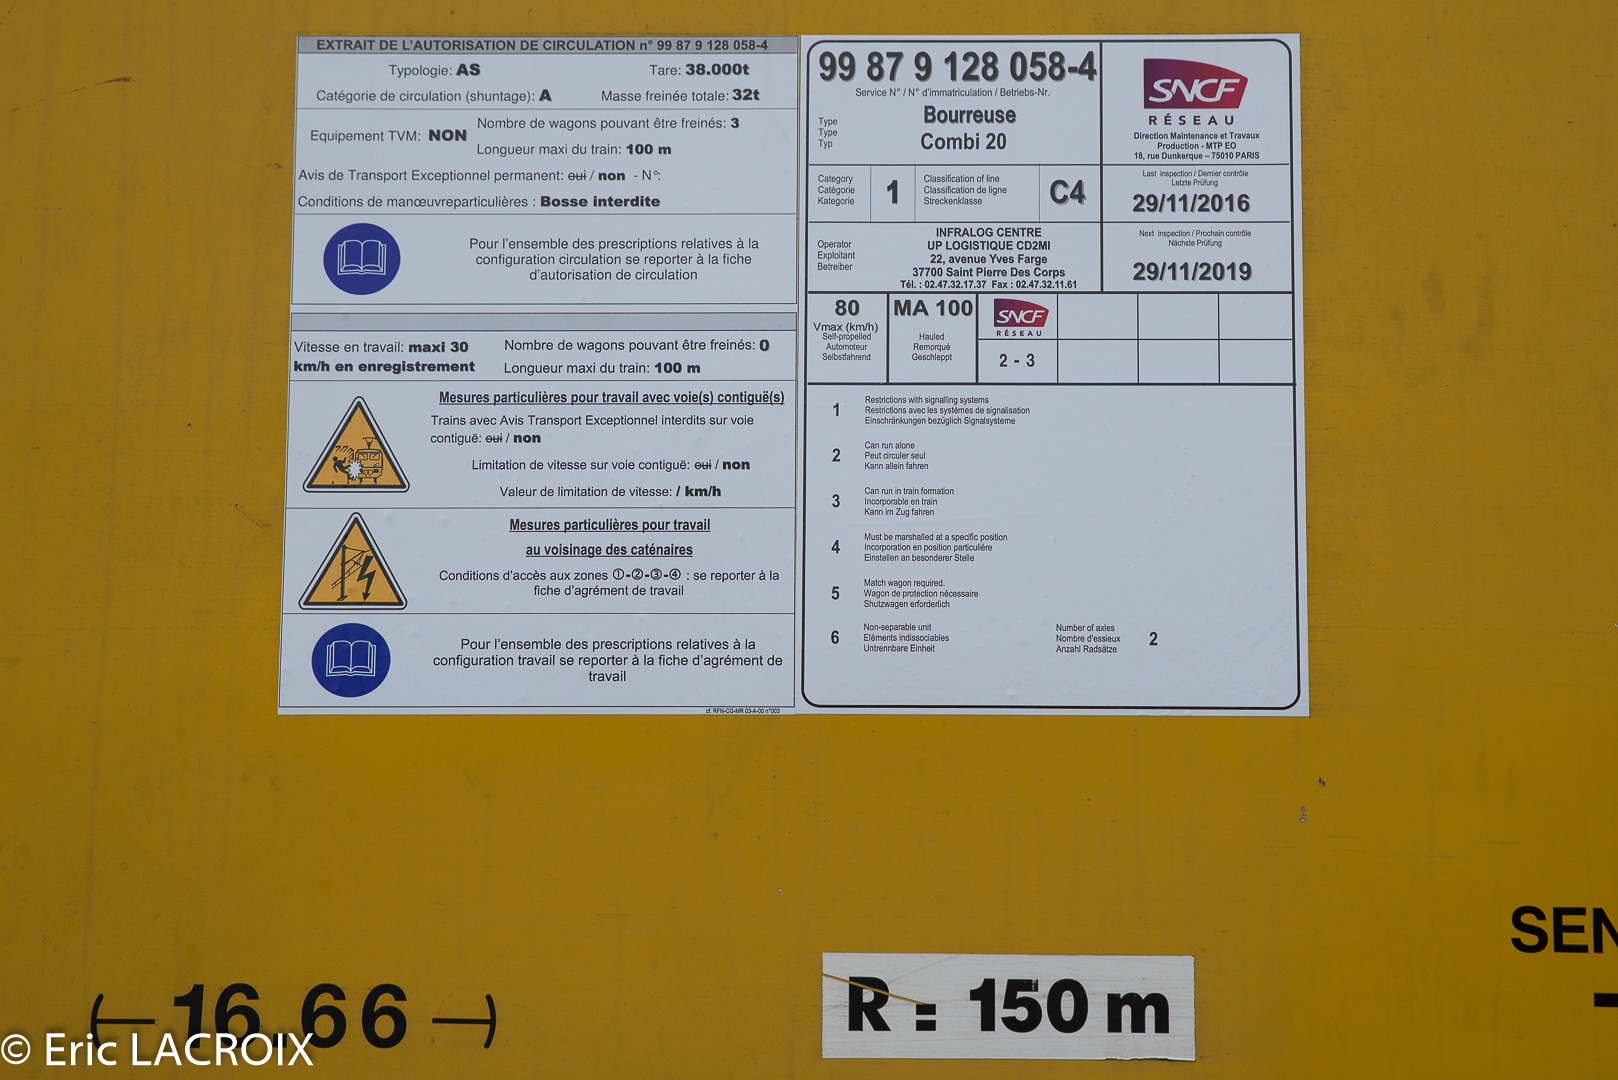 EXTRAIT DE L'AUTORISATION DE CIRCULATION n° 99 87 9 128 058-4
Typologie: AS Tare: 38.000t
Catégorie de circulation (shuntage): A Masse freinée totale: 32t
Equipement TVM: NON
Nombre de wagons pouvant être freinés: 3
Longueur maxi du train: 100 m
Avis de Transport Exceptionnel permanent: oui / non - N°:
Conditions de manœuvreparticulières : Bosse interdite
Pour l'ensemble des prescriptions relatives à la
configuration circulation se reporter à la fiche
d'autorisation de circulation
Vitesse en travail: maxi 30
km/h en enregistrement
Nombre de wagons pouvant être freinés: 0
Longueur maxi du train: 100 m
Mesures particulières pour travail avec voie(s) contiguë(s)
Trains avec Avis Transport Exceptionnel interdits sur voie
contiguë: oui / non
Limitation de vitesse sur voie contiguë: oui / non
Valeur de limitation de vitesse: / km/h
Mesures particulières pour travail
au voisinage des caténaires
Conditions d'accès aux zones ①-②-③-④ : se reporter à la
fiche d'agrément de travail
Pour l'ensemble des prescriptions relatives à la
configuration travail se reporter à la fiche d'agrément de
travail
cf. RFN-CG-MR 03-A-00 n°003
99 87 9 128 058-4
Service N° / N° d'immatriculation / Betriebs-Nr.
Type
Type
Typ
Bourreuse
Combi 20
SNCF
RÉSEAU
Direction Maintenance et Travaux
Production - MTP EO
18, rue Dunkerque – 75010 PARIS
Category
Catégorie
Kategorie
1
Classification of line
Classification de ligne
Streckenklasse
C4
Last inspection / Dernier contrôle
Letzte Prüfung
29/11/2016
Operator
Exploitant
Betreiber
INFRALOG CENTRE
UP LOGISTIQUE CD2MI
22, avenue Yves Farge
37700 Saint Pierre Des Corps
Tél. : 02.47.32.17.37 Fax : 02.47.32.11.61
Next inspection / Prochain contrôle
Nächste Prüfung
29/11/2019
80
Vmax (km/h)
Self-propelled
Automoteur
Selbstfahrend
MA 100
Hauled
Remorqué
Geschleppt
SNCF
RÉSEAU
2 - 3
1
Restrictions with signalling systems
Restrictions avec les systèmes de signalisation
Einschränkungen bezüglich Signalsysteme
2
Can run alone
Peut circuler seul
Kann allein fahren
3
Can run in train formation
Incorporable en train
Kann im Zug fahren
4
Must be marshalled at a specific position
Incorporation en position particulière
Einstellen an besonderer Stelle
5
Match wagon required.
Wagon de protection nécessaire
Shutzwagen erforderlich
6
Non-separable unit
Eléments indissociables
Untrennbare Einheit
Number of axles
Nombre d'essieux
Anzahl Radsätze
2
SEN
16.66
R = 150 m
© Eric LACROIX